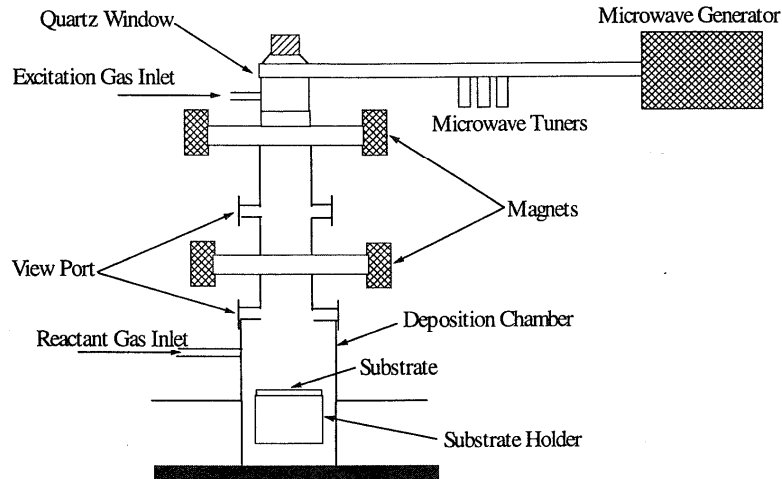 Quartz Window
Microwave Generator
Excitation Gas Inlet
Microwave Tuners
Magnets
View Port
Deposition Chamber
Reactant Gas Inlet
Substrate
Substrate Holder